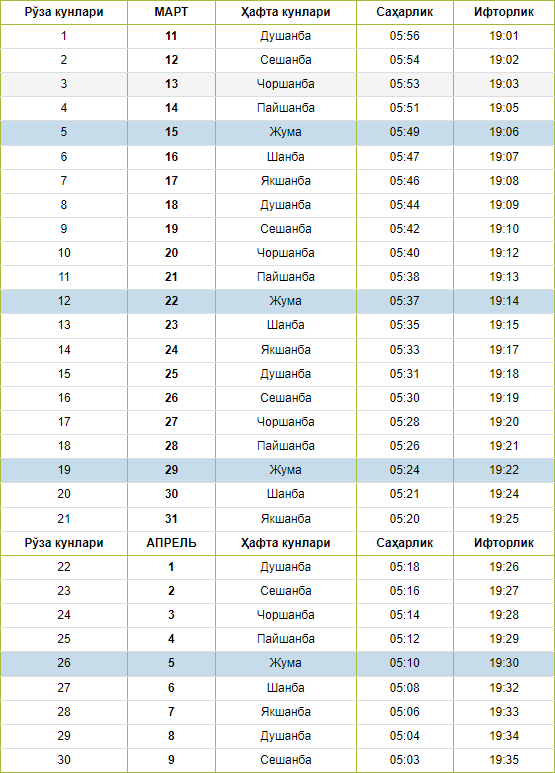 Рўза кунлари МАРТ Ҳафта кунлари Саҳарлик Ифторлик
1 11 Душанба 05:56 19:01
2 12 Сешанба 05:54 19:02
3 13 Чоршанба 05:53 19:03
4 14 Пайшанба 05:51 19:05
5 15 Жума 05:49 19:06
6 16 Шанба 05:47 19:07
7 17 Якшанба 05:46 19:08
8 18 Душанба 05:44 19:09
9 19 Сешанба 05:42 19:10
10 20 Чоршанба 05:40 19:12
11 21 Пайшанба 05:38 19:13
12 22 Жума 05:37 19:14
13 23 Шанба 05:35 19:15
14 24 Якшанба 05:33 19:17
15 25 Душанба 05:31 19:18
16 26 Сешанба 05:30 19:19
17 27 Чоршанба 05:28 19:20
18 28 Пайшанба 05:26 19:21
19 29 Жума 05:24 19:22
20 30 Шанба 05:21 19:24
21 31 Якшанба 05:20 19:25
Рўза кунлари АПРЕЛЬ Ҳафта кунлари Саҳарлик Ифторлик
22 1 Душанба 05:18 19:26
23 2 Сешанба 05:16 19:27
24 3 Чоршанба 05:14 19:28
25 4 Пайшанба 05:12 19:29
26 5 Жума 05:10 19:30
27 6 Шанба 05:08 19:32
28 7 Якшанба 05:06 19:33
29 8 Душанба 05:04 19:34
30 9 Сешанба 05:03 19:35